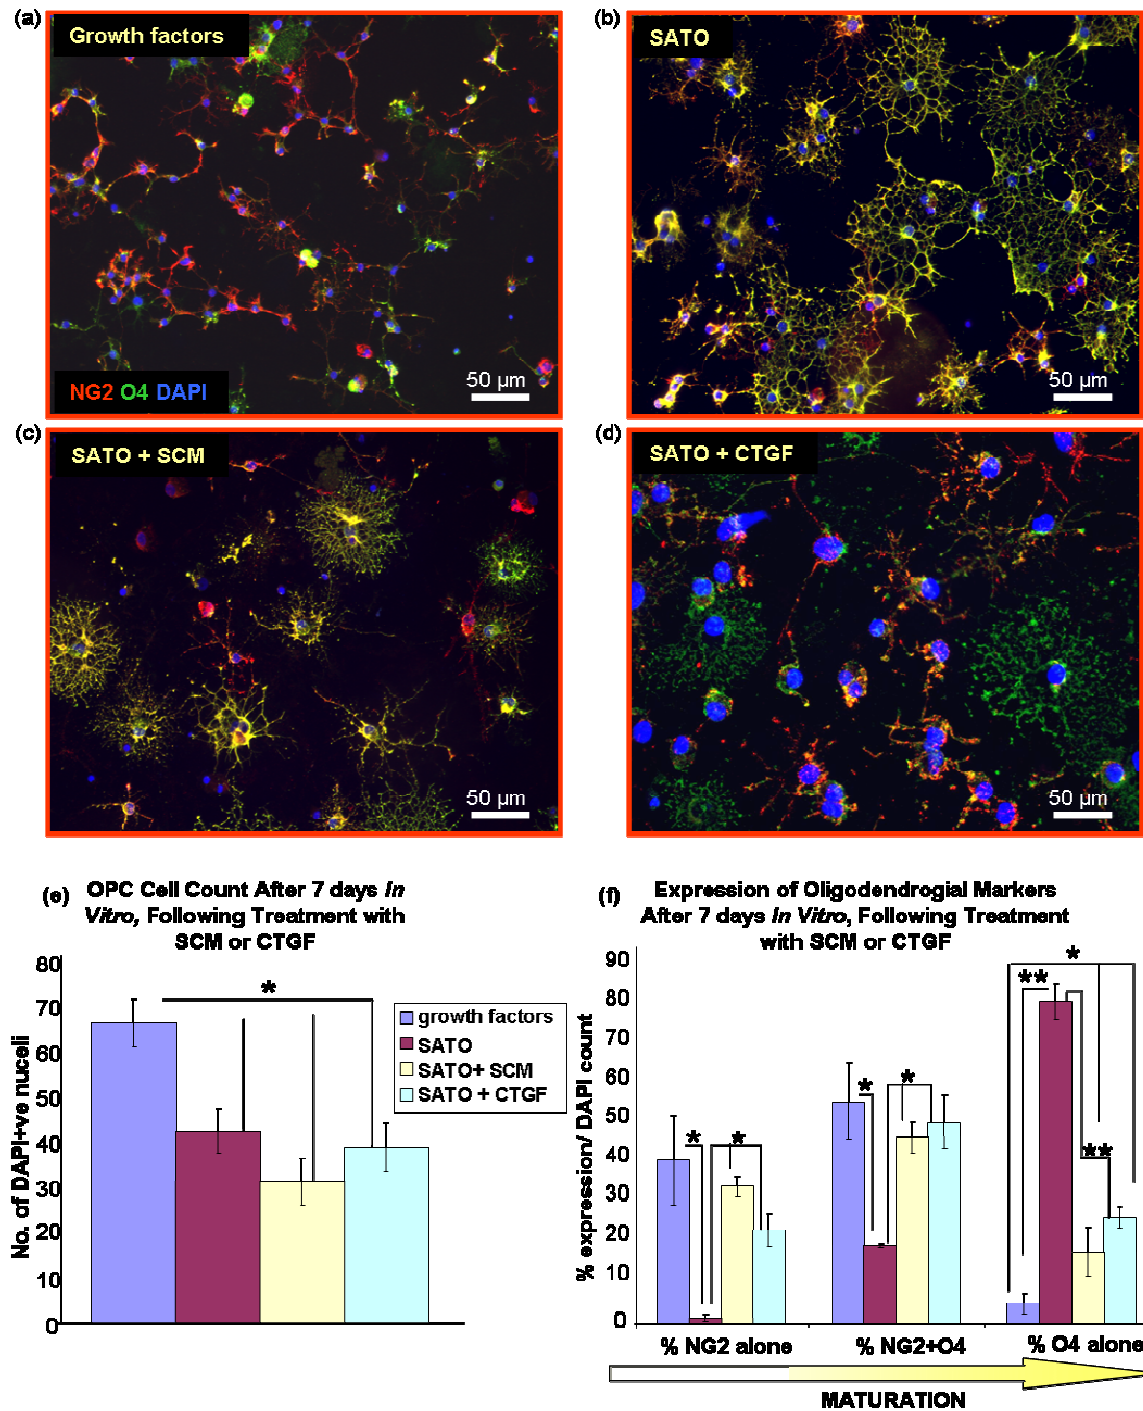 (a)
Growth factors
NG2 O4 DAPI
50 µm
(b)
SATO
50 µm
(c)
SATO + SCM
50 µm
(d)
SATO + CTGF
50 µm
(e)
OPC Cell Count After 7 days In
Vitro, Following Treatment with
SCM or CTGF
No. of DAPI+ve nuceli
80
70
60
50
40
30
20
10
0
*
growth factors
SATO
SATO+ SCM
SATO + CTGF
(f)
Expression of Oligodendrogial Markers
After 7 days In Vitro, Following Treatment
with SCM or CTGF
% expression/ DAPI count
90
80
70
60
50
40
30
20
10
0
* * * * ** ** *
% NG2 alone
% NG2+O4
% O4 alone
MATURATION